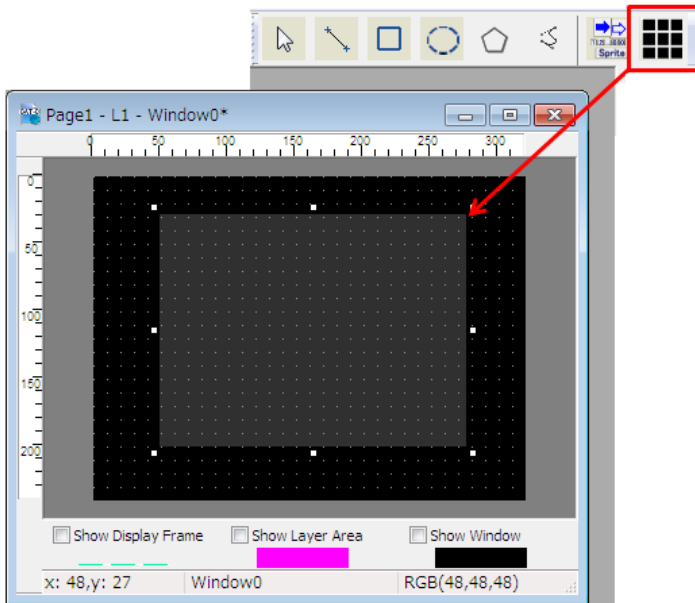 Sprite
Page1 - L1 - Window0*
0 50 100 150 200 250 300
0
50
100
150
200
Show Display Frame Show Layer Area Show Window
x: 48,y: 27 Window0 RGB(48,48,48)